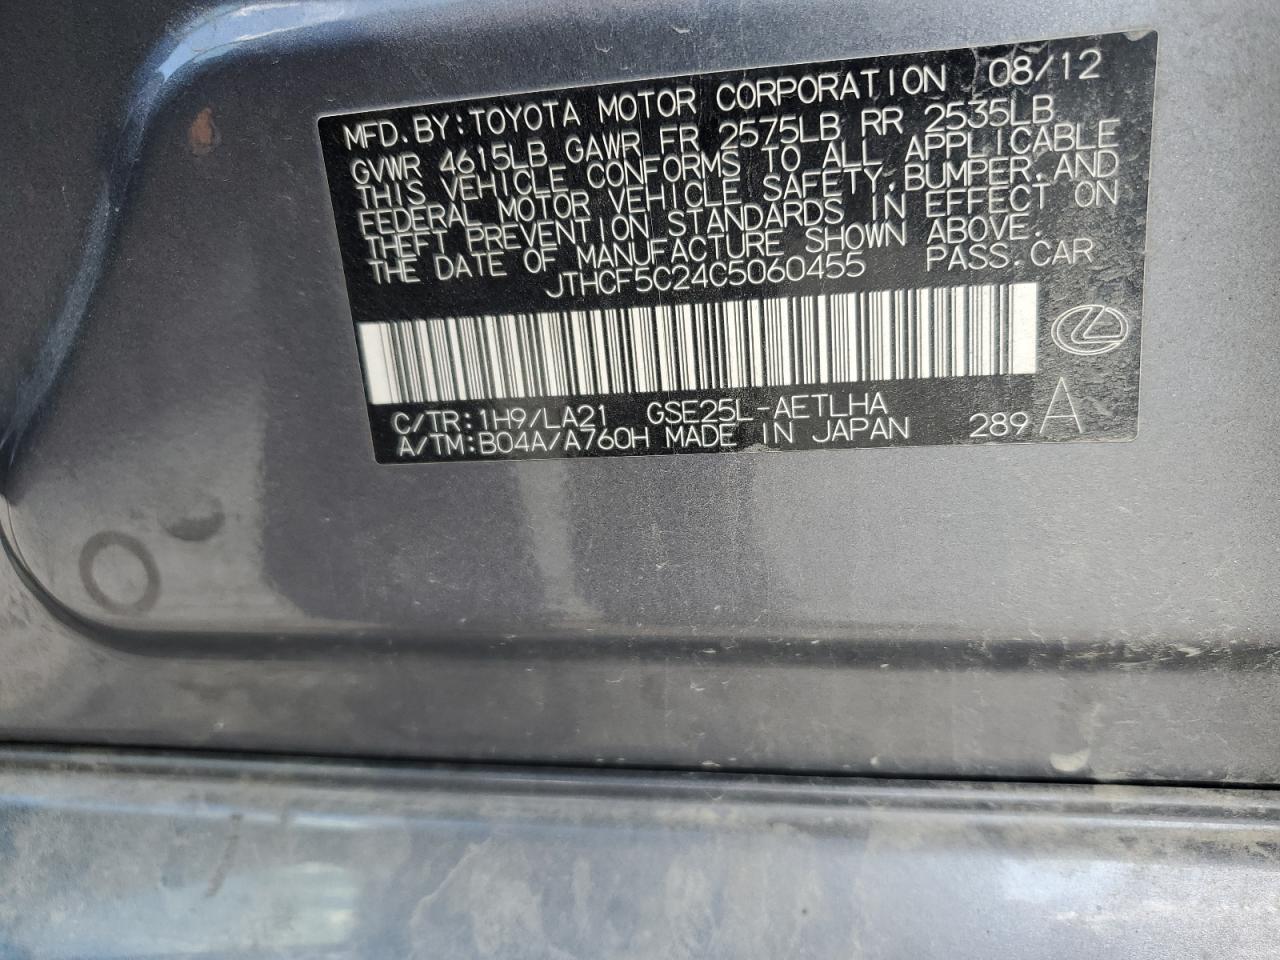 MFD.BY:TOYOTA MOTOR CORPORATION 08/12
GVWR 4615LB GAWR FR 2575LB RR 2535LB
THIS VEHICLE CONFORMS TO ALL APPLICABLE
FEDERAL MOTOR VEHICLE SAFETY,BUMPER,AND
THEFT PREVENTION STANDARDS IN EFFECT ON
THE DATE OF MANUFACTURE SHOWN ABOVE.
JTHCF5C24C5060455 PASS.CAR
C/TR:1H9/LA21 GSE25L-AETLHA
A/TM:B04A/A760H MADE IN JAPAN 289 A